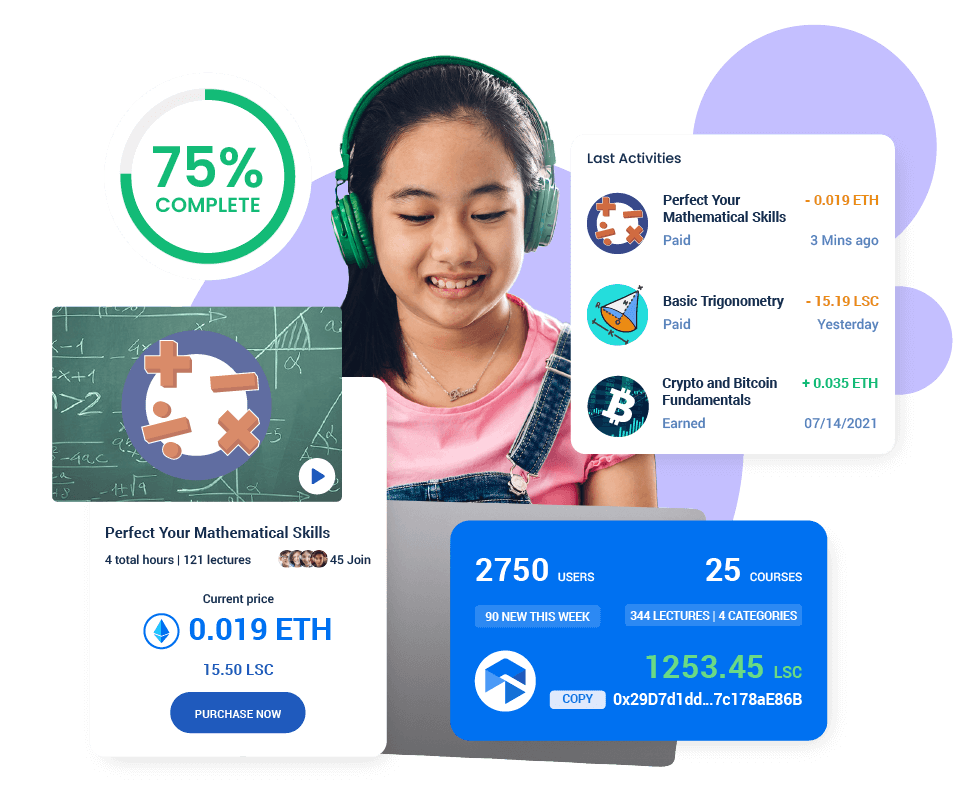 75%
COMPLETE
Last Activities
Perfect Your
Mathematical Skills
- 0.019 ETH
Paid
3 Mins ago
Basic Trigonometry
- 15.19 LSC
Paid
Yesterday
Crypto and Bitcoin
Fundamentals
+ 0.035 ETH
Earned
07/14/2021
Perfect Your Mathematical Skills
4 total hours | 121 lectures
45 Join
Current price
0.019 ETH
15.50 LSC
PURCHASE NOW
2750 USERS
25 COURSES
90 NEW THIS WEEK
344 LECTURES | 4 CATEGORIES
1253.45 LSC
COPY
0x29D7d1dd...7c178aE86B